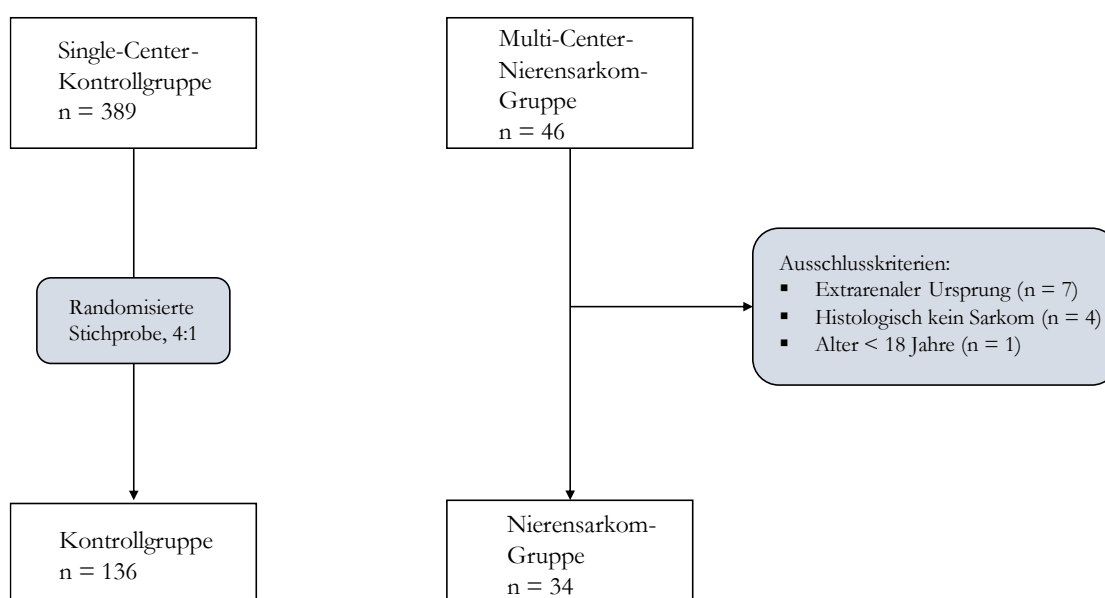 Single-Center-
Kontrollgruppe
n = 389
Multi-Center-
Nierensarkom-
Gruppe
n = 46
Randomisierte
Stichprobe, 4:1
Ausschlusskriterien:
▪ Extrarenaler Ursprung (n = 7)
▪ Histologisch kein Sarkom (n = 4)
▪ Alter < 18 Jahre (n = 1)
Kontrollgruppe
n = 136
Nierensarkom-
Gruppe
n = 34